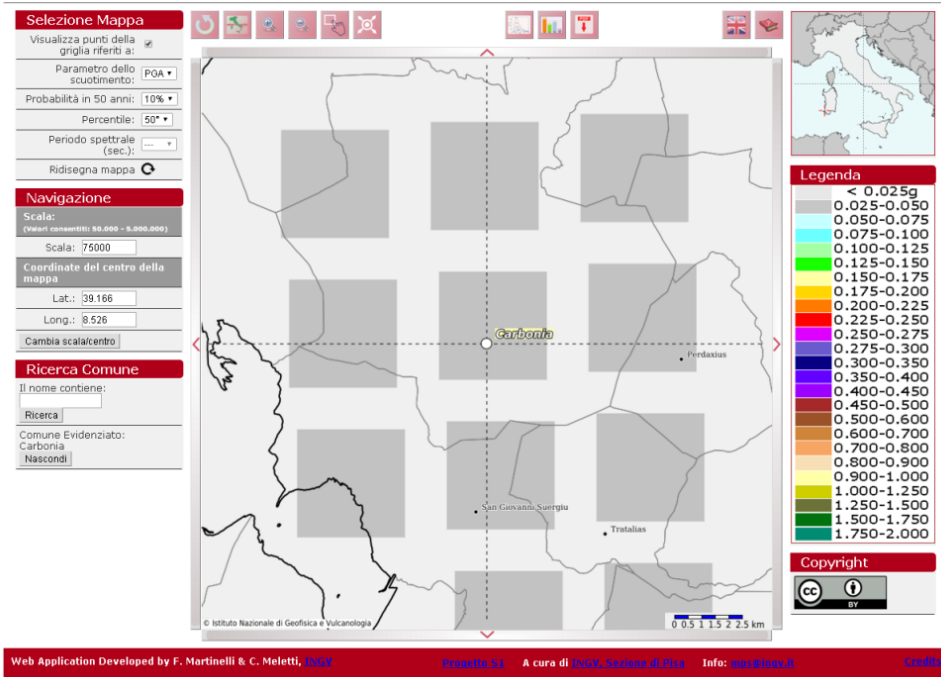 Selezione Mappa
Visualizza punti della
griglia riferiti a:
Parametro dello
scuotimento:
PGA
Probabilità in 50 anni:
10%
Percentile:
50°
Periodo spettrale
(sec.):
---
Ridisegna mappa
Navigazione
Scala:
(Valori consentiti: 50.000 - 5.000.000)
Scala: 75000
Coordinate del centro della
mappa
Lat.: 39.166
Long.: 8.526
Cambia scala/centro
Ricerca Comune
Il nome contiene:
Ricerca
Comune Evidenziato:
Carbonia
Nascondi
Carbonia
Perdaxius
San Giovanni Suergiu
Tratalias
© Istituto Nazionale di Geofisica e Vulcanologia
0 0.5 1 1.5 2 2.5 km
Legenda
< 0.025g
0.025-0.050
0.050-0.075
0.075-0.100
0.100-0.125
0.125-0.150
0.150-0.175
0.175-0.200
0.200-0.225
0.225-0.250
0.250-0.275
0.275-0.300
0.300-0.350
0.350-0.400
0.400-0.450
0.450-0.500
0.500-0.600
0.600-0.700
0.700-0.800
0.800-0.900
0.900-1.000
1.000-1.250
1.250-1.500
1.500-1.750
1.750-2.000
Copyright
cc
BY
Web Application Developed by F. Martinelli & C. Meletti, INGV
Progetto S1
A cura di INGV, Sezione di Pisa
Info: mps@ingv.it
Credits